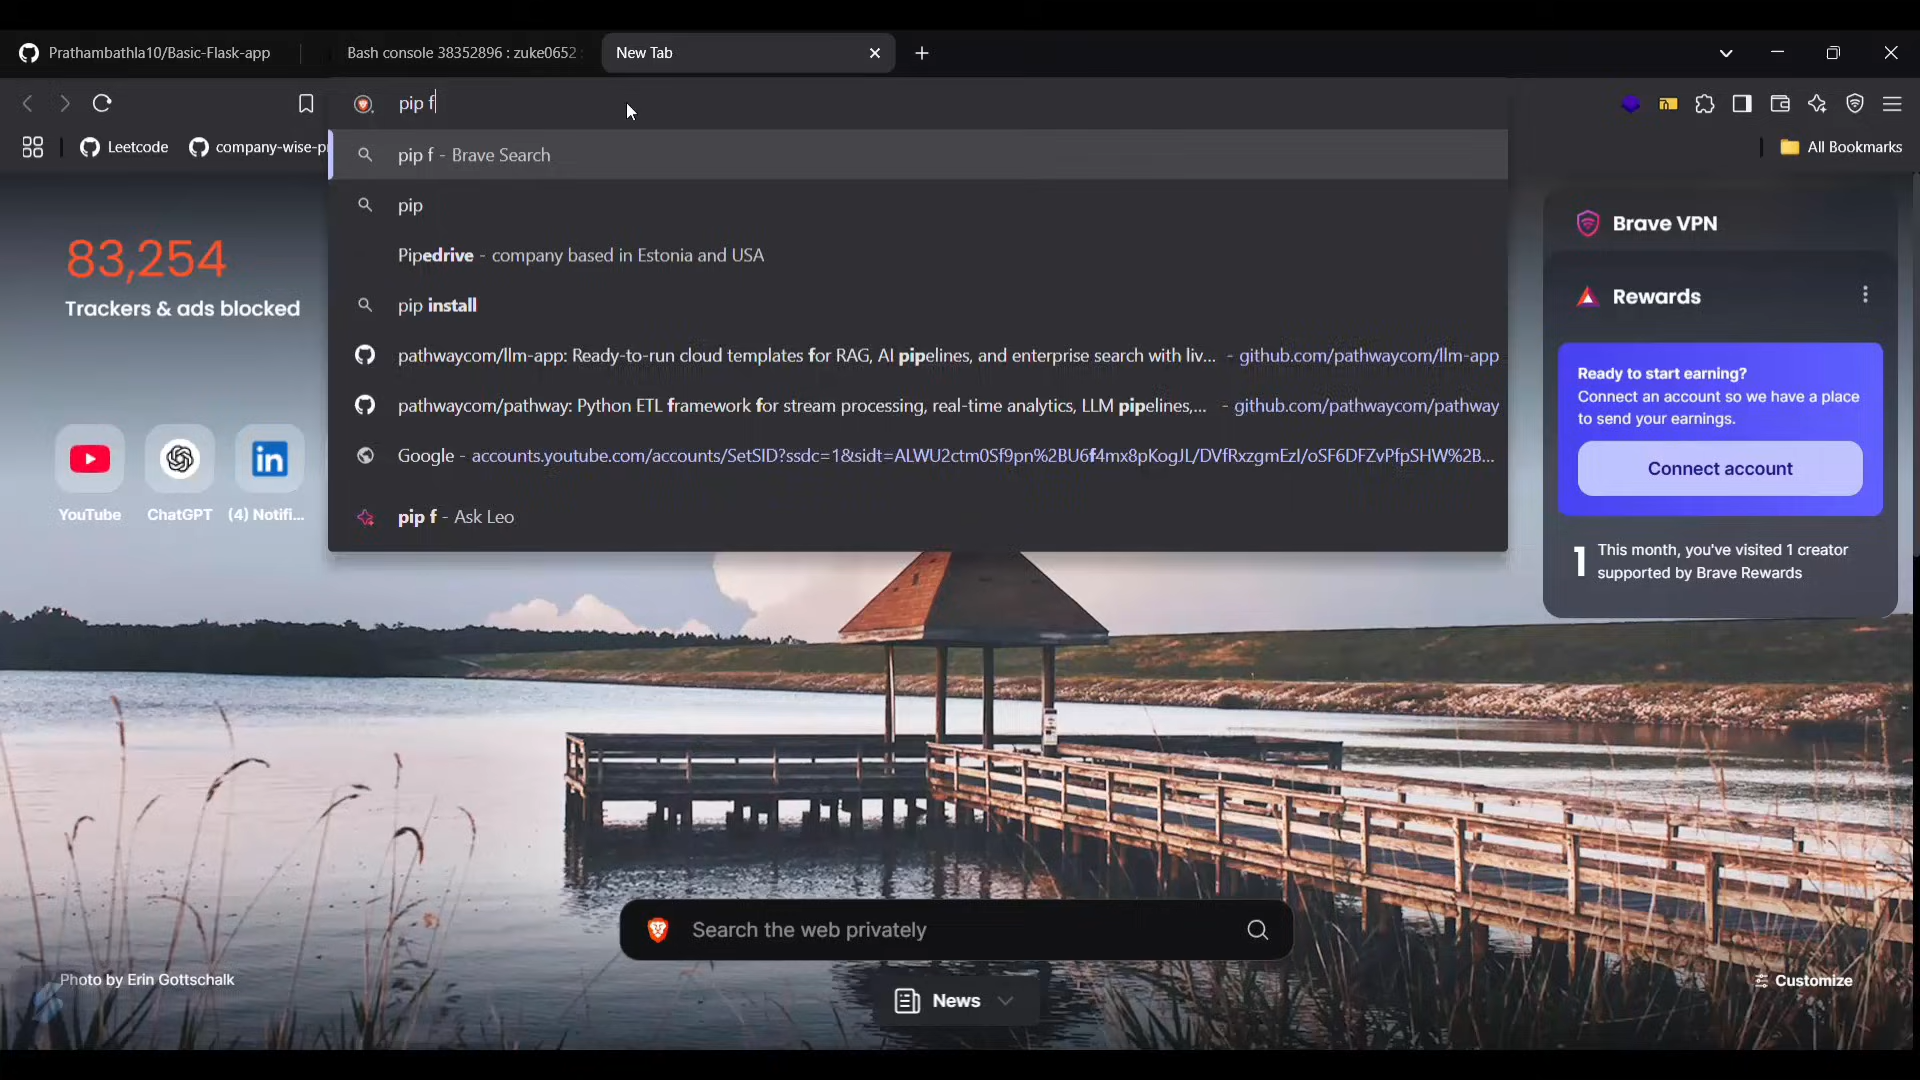 Prathambathla10/Basic-Flask-app
Bash console 38352896 : zuke0652 :
New Tab
pip f
Leetcode
company-wise-pr
All Bookmarks
pip f - Brave Search
pip
Pipedrive - company based in Estonia and USA
pip install
pathwaycom/llm-app: Ready-to-run cloud templates for RAG, AI pipelines, and enterprise search with liv... - github.com/pathwaycom/llm-app
pathwaycom/pathway: Python ETL framework for stream processing, real-time analytics, LLM pipelines,... - github.com/pathwaycom/pathway
Google - accounts.youtube.com/accounts/SetSID?ssdc=1&sidt=ALWU2ctm0Sf9pn%2BU6f4mx8pKogJL/DVfRxzgmEzI/oSF6DFZvPfpSHW%2B...
pip f - Ask Leo
83,254
Trackers & ads blocked
YouTube
ChatGPT
(4) Notifi...
Brave VPN
Rewards
Ready to start earning?
Connect an account so we have a place
to send your earnings.
Connect account
1
This month, you've visited 1 creator
supported by Brave Rewards
Search the web privately
Photo by Erin Gottschalk
News
Customize